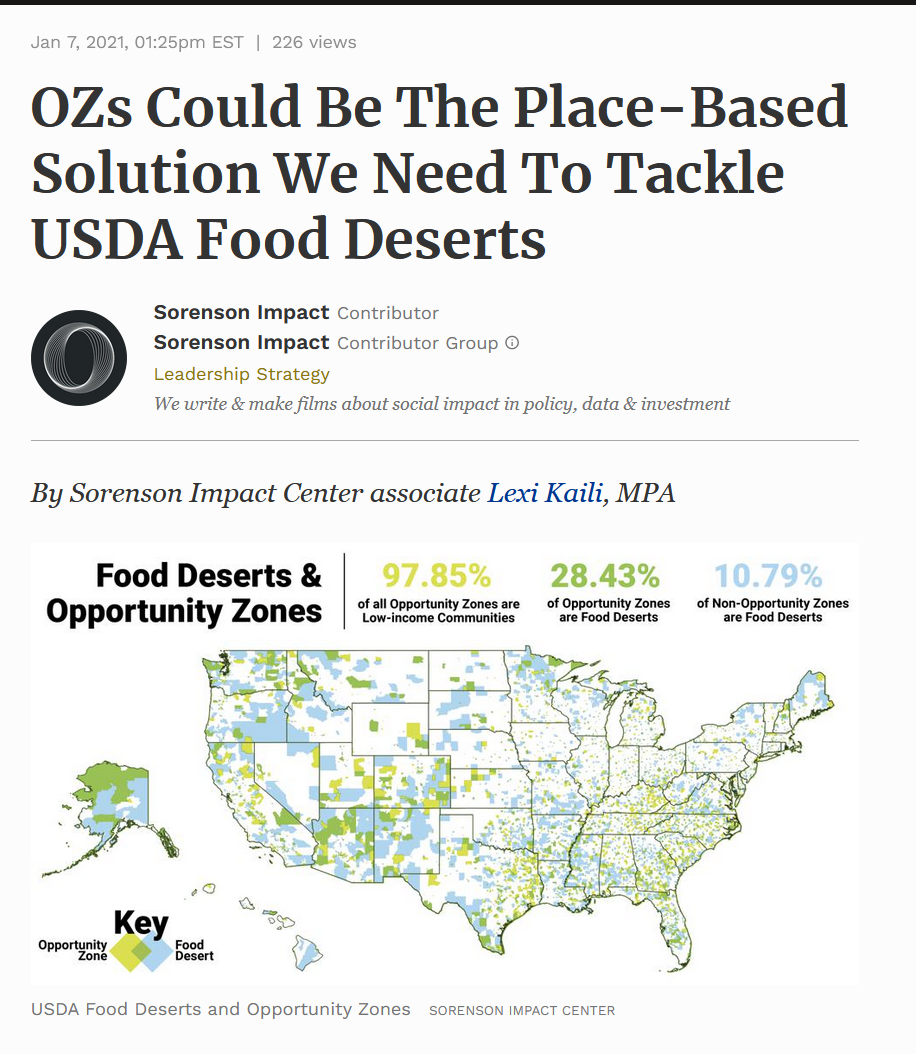 Jan 7, 2021, 01:25pm EST | 226 views
OZs Could Be The Place-Based
Solution We Need To Tackle
USDA Food Deserts
Sorenson Impact Contributor
Sorenson Impact Contributor Group
Leadership Strategy
We write & make films about social impact in policy, data & investment
By Sorenson Impact Center associate Lexi Kaili, MPA
Food Deserts &
Opportunity Zones
97.85%
of all Opportunity Zones are
Low-income Communities
28.43%
of Opportunity Zones
are Food Deserts
10.79%
of Non-Opportunity Zones
are Food Deserts
Key
Opportunity
Zone
Food
Desert
USDA Food Deserts and Opportunity Zones SORENSON IMPACT CENTER